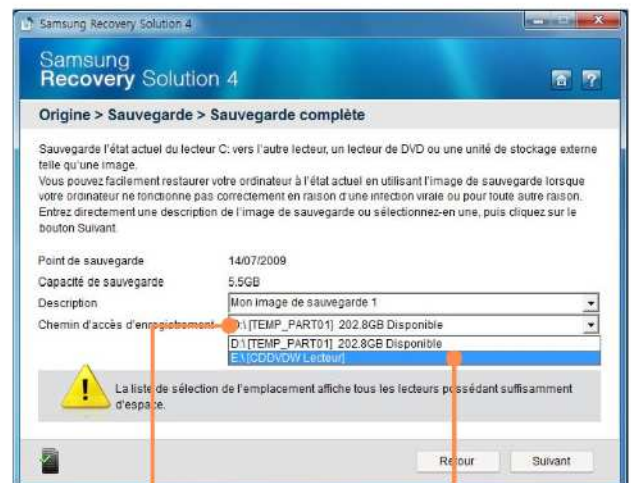 Samsung Recovery Solution 4
Samsung
Recovery Solution 4
Origine > Sauvegarde > Sauvegarde complète
Sauvegarde l'état actuel du lecteur C: vers l'autre lecteur, un lecteur de DVD ou une unité de stockage externe
telle qu'une image.
Vous pouvez facilement restaurer votre ordinateur à l'état actuel en utilisant l'image de sauvegarde lorsque
votre ordinateur ne fonctionne pas correctement en raison d'une infection virale ou pour toute autre raison.
Entrez directement une description de l'image de sauvegarde ou sélectionnez-en une, puis cliquez sur le
bouton Suivant.
Point de sauvegarde 14/07/2009
Capacité de sauvegarde 5.5GB
Description Mon image de sauvegarde 1
Chemin d'accès d'enregistrement D:\ [TEMP_PART01] 202.8GB Disponible
D:\ [TEMP_PART01] 202.8GB Disponible
E:\ [CDDVDW Lecteur]
La liste de sélection de l'emplacement affiche tous les lecteurs possédant suffisamment
d'espace.
Retour Suivant